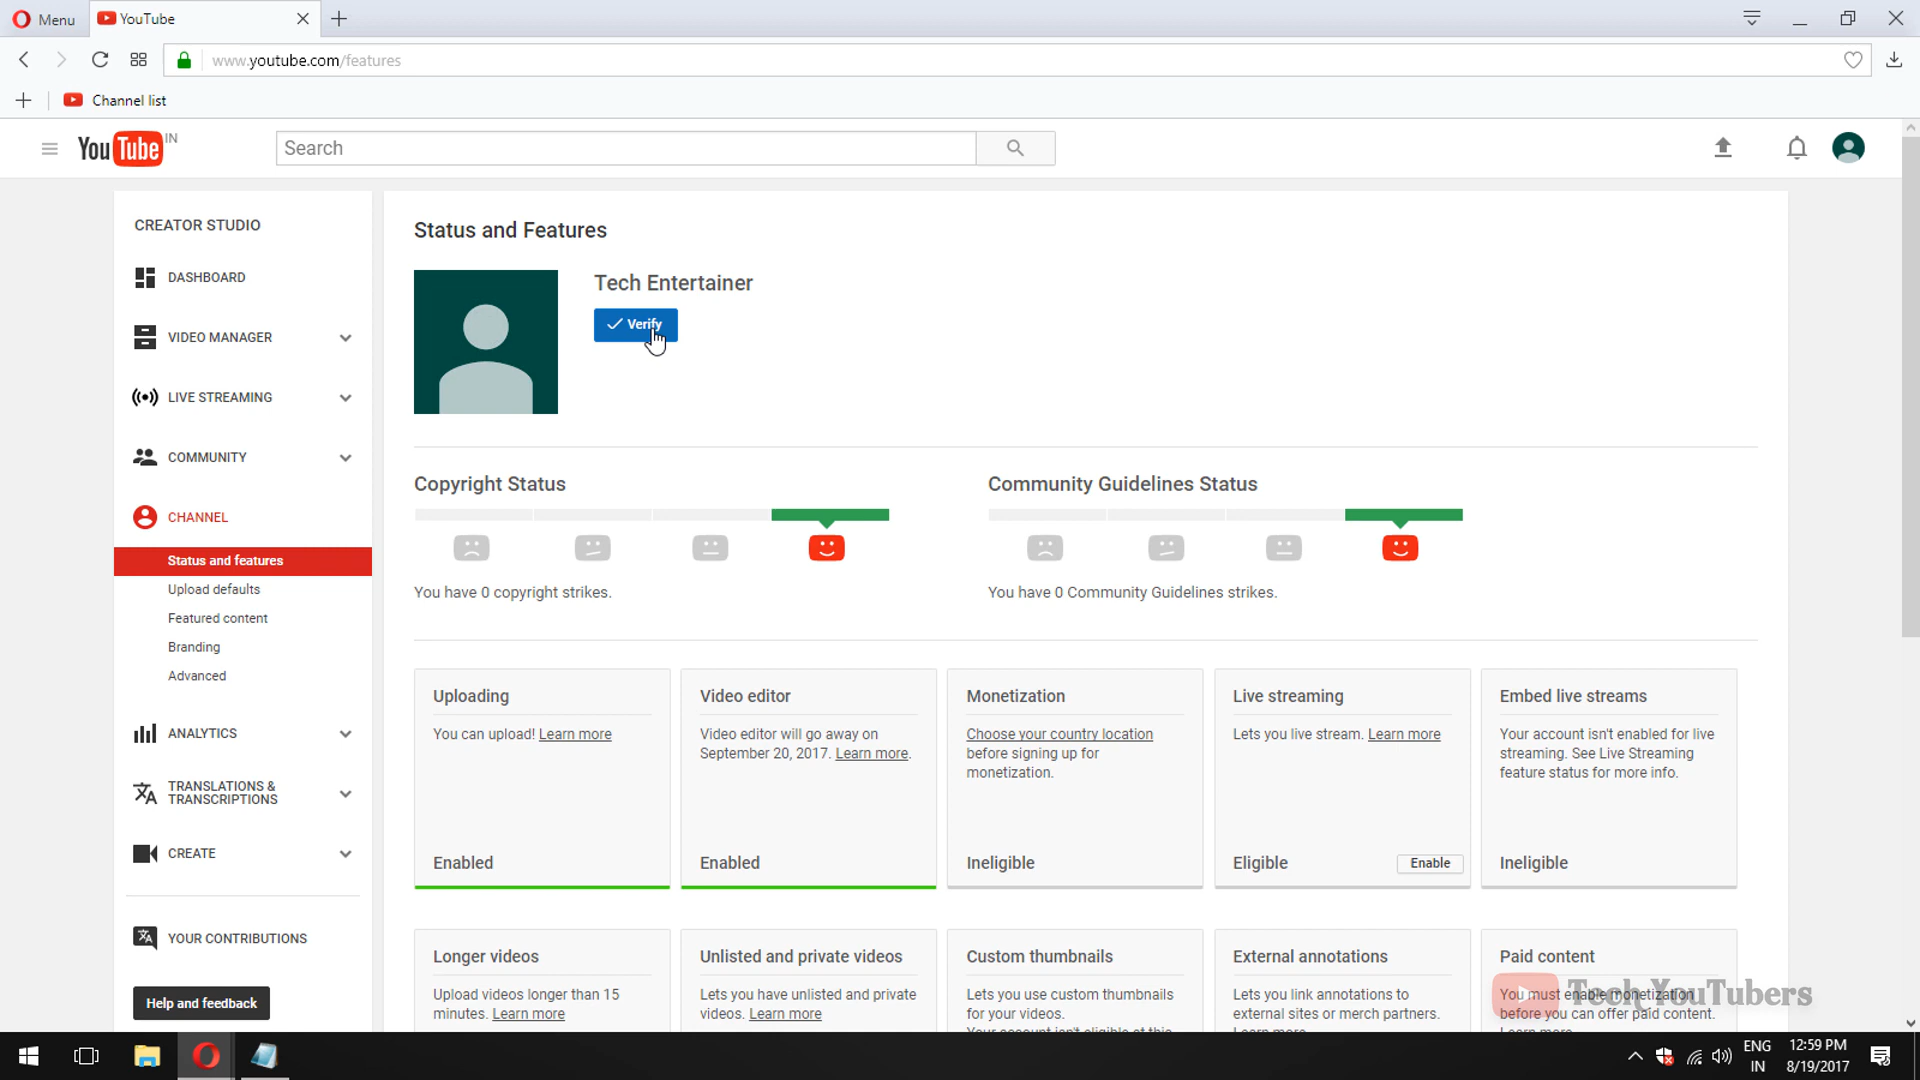 Menu
YouTube
www.youtube.com/features
Channel list
YouTube IN
Search
CREATOR STUDIO
DASHBOARD
VIDEO MANAGER
LIVE STREAMING
COMMUNITY
CHANNEL
Status and features
Upload defaults
Featured content
Branding
Advanced
ANALYTICS
TRANSLATIONS &
TRANSCRIPTIONS
CREATE
YOUR CONTRIBUTIONS
Help and feedback
Status and Features
Tech Entertainer
Verify
Copyright Status
You have 0 copyright strikes.
Community Guidelines Status
You have 0 Community Guidelines strikes.
Uploading
You can upload! Learn more
Enabled
Video editor
Video editor will go away on
September 20, 2017. Learn more.
Enabled
Monetization
Choose your country location
before signing up for
monetization.
Ineligible
Live streaming
Lets you live stream. Learn more
Eligible
Enable
Embed live streams
Your account isn't enabled for live
streaming. See Live Streaming
feature status for more info.
Ineligible
Longer videos
Upload videos longer than 15
minutes. Learn more
Unlisted and private videos
Lets you have unlisted and private
videos. Learn more
Custom thumbnails
Lets you use custom thumbnails
for your videos.
Your account isn't eligible at this
External annotations
Lets you link annotations to
external sites or merch partners.
Learn more
Paid content
You must enable monetization
before you can offer paid content.
Learn more
Tech YouTubers
ENG
IN
12:59 PM
8/19/2017